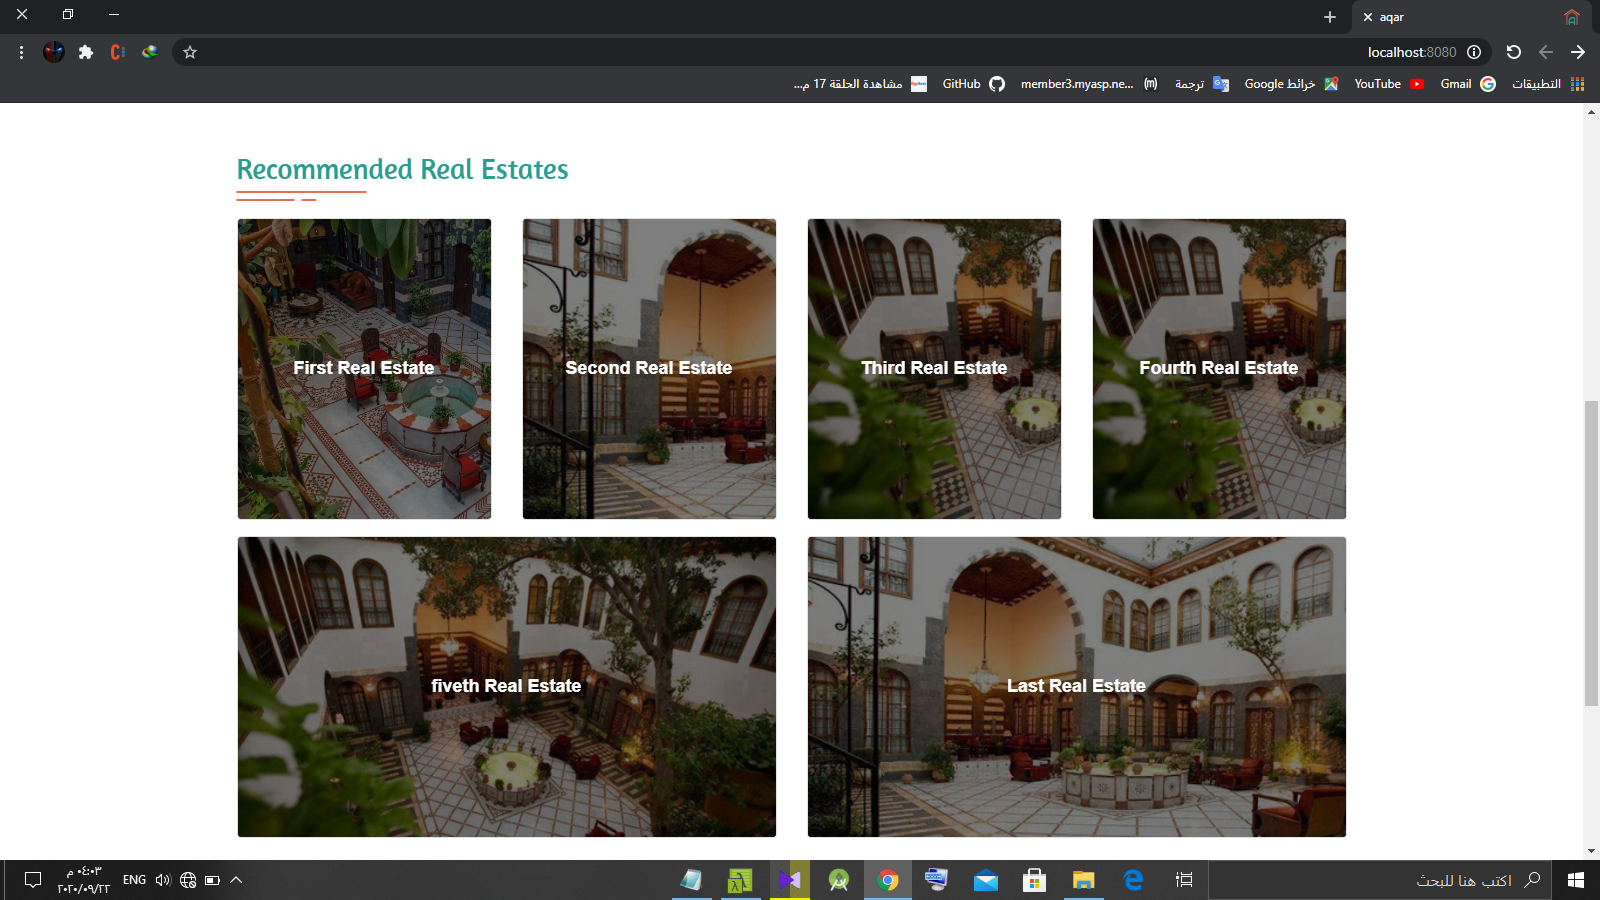 aqar
localhost:8080
التطبيقات
Gmail
YouTube
خرائط Google
ترجمة
member3.myasp.ne...
GitHub
مشاهدة الحلقة 17 م...
Recommended Real Estates
First Real Estate
Second Real Estate
Third Real Estate
Fourth Real Estate
fiveth Real Estate
Last Real Estate
اكتب هنا للبحث
ENG
٠٤:٠٣ م
٢٠٢٠/٠٩/٢٢